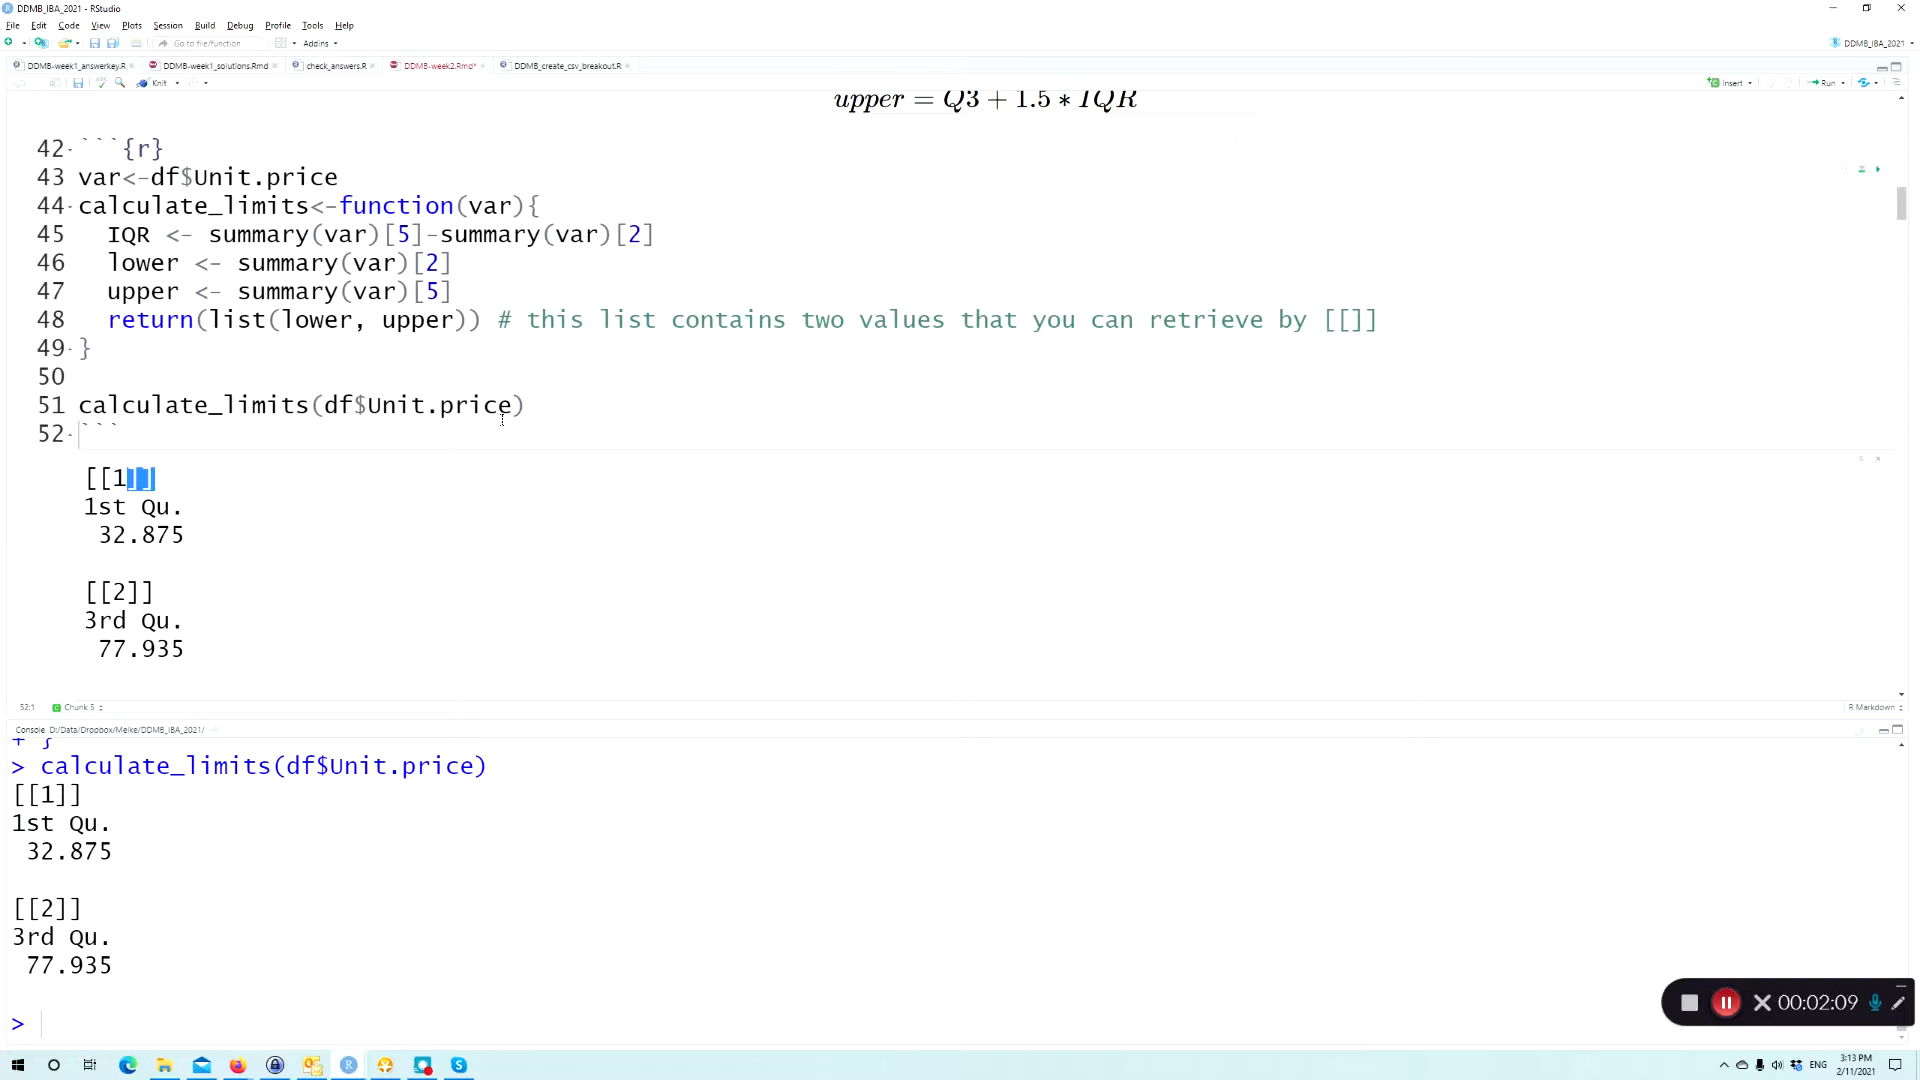 DDMB_IBA_2021 - RStudio
File Edit Code View Plots Session Build Debug Profile Tools Help
Go to file/function Addins DDMB_IBA_2021
DDMB-week1_answerkey.R DDMB-week1_solutions.Rmd check_answers.R DDMB-week2.Rmd* DDMB_create_csv_breakout.R
Knit Insert Run
upper = Q3 + 1.5 * IQR
42 ```{r}
43 var<-df$Unit.price
44 calculate_limits<-function(var){
45 IQR <- summary(var)[5]-summary(var)[2]
46 lower <- summary(var)[2]
47 upper <- summary(var)[5]
48 return(list(lower, upper)) # this list contains two values that you can retrieve by [[]]
49 }
50
51 calculate_limits(df$Unit.price)
52 ```
[[1]]
1st Qu.
32.875
[[2]]
3rd Qu.
77.935
52:1 Chunk 5 R Markdown
Console D:/Data/Dropbox/Meike/DDMB_IBA_2021/
+ }
> calculate_limits(df$Unit.price)
[[1]]
1st Qu.
32.875
[[2]]
3rd Qu.
77.935
>
00:02:09
ENG 3:13 PM
2/11/2021